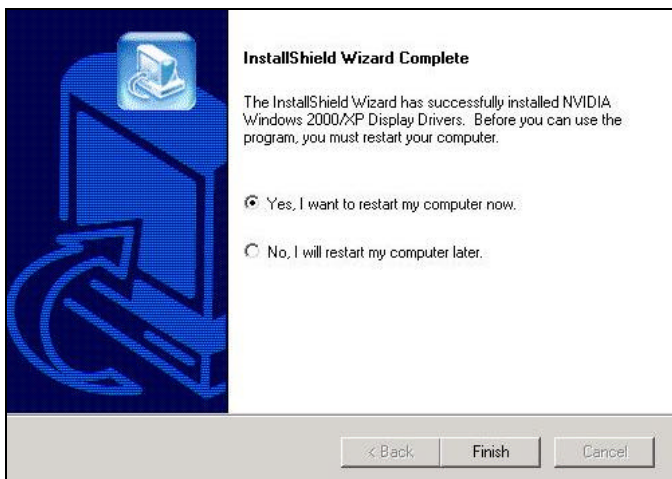 InstallShield Wizard Complete
The InstallShield Wizard has successfully installed NVIDIA
Windows 2000/XP Display Drivers. Before you can use the
program, you must restart your computer.
Yes, I want to restart my computer now.
No, I will restart my computer later.
< Back
Finish
Cancel